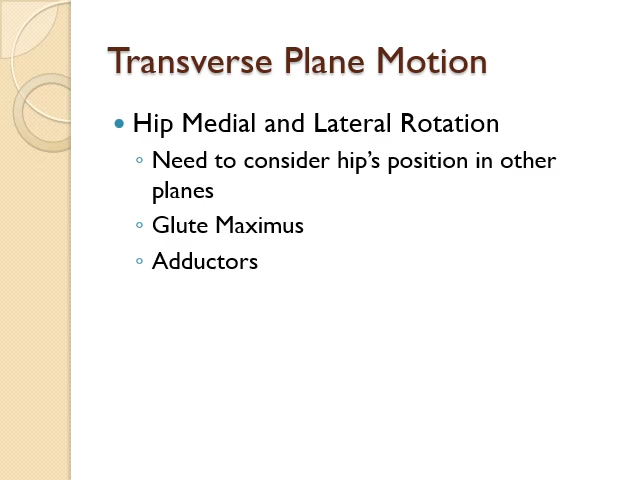 Transverse Plane Motion
• Hip Medial and Lateral Rotation
◦ Need to consider hip’s position in other
planes
◦ Glute Maximus
◦ Adductors